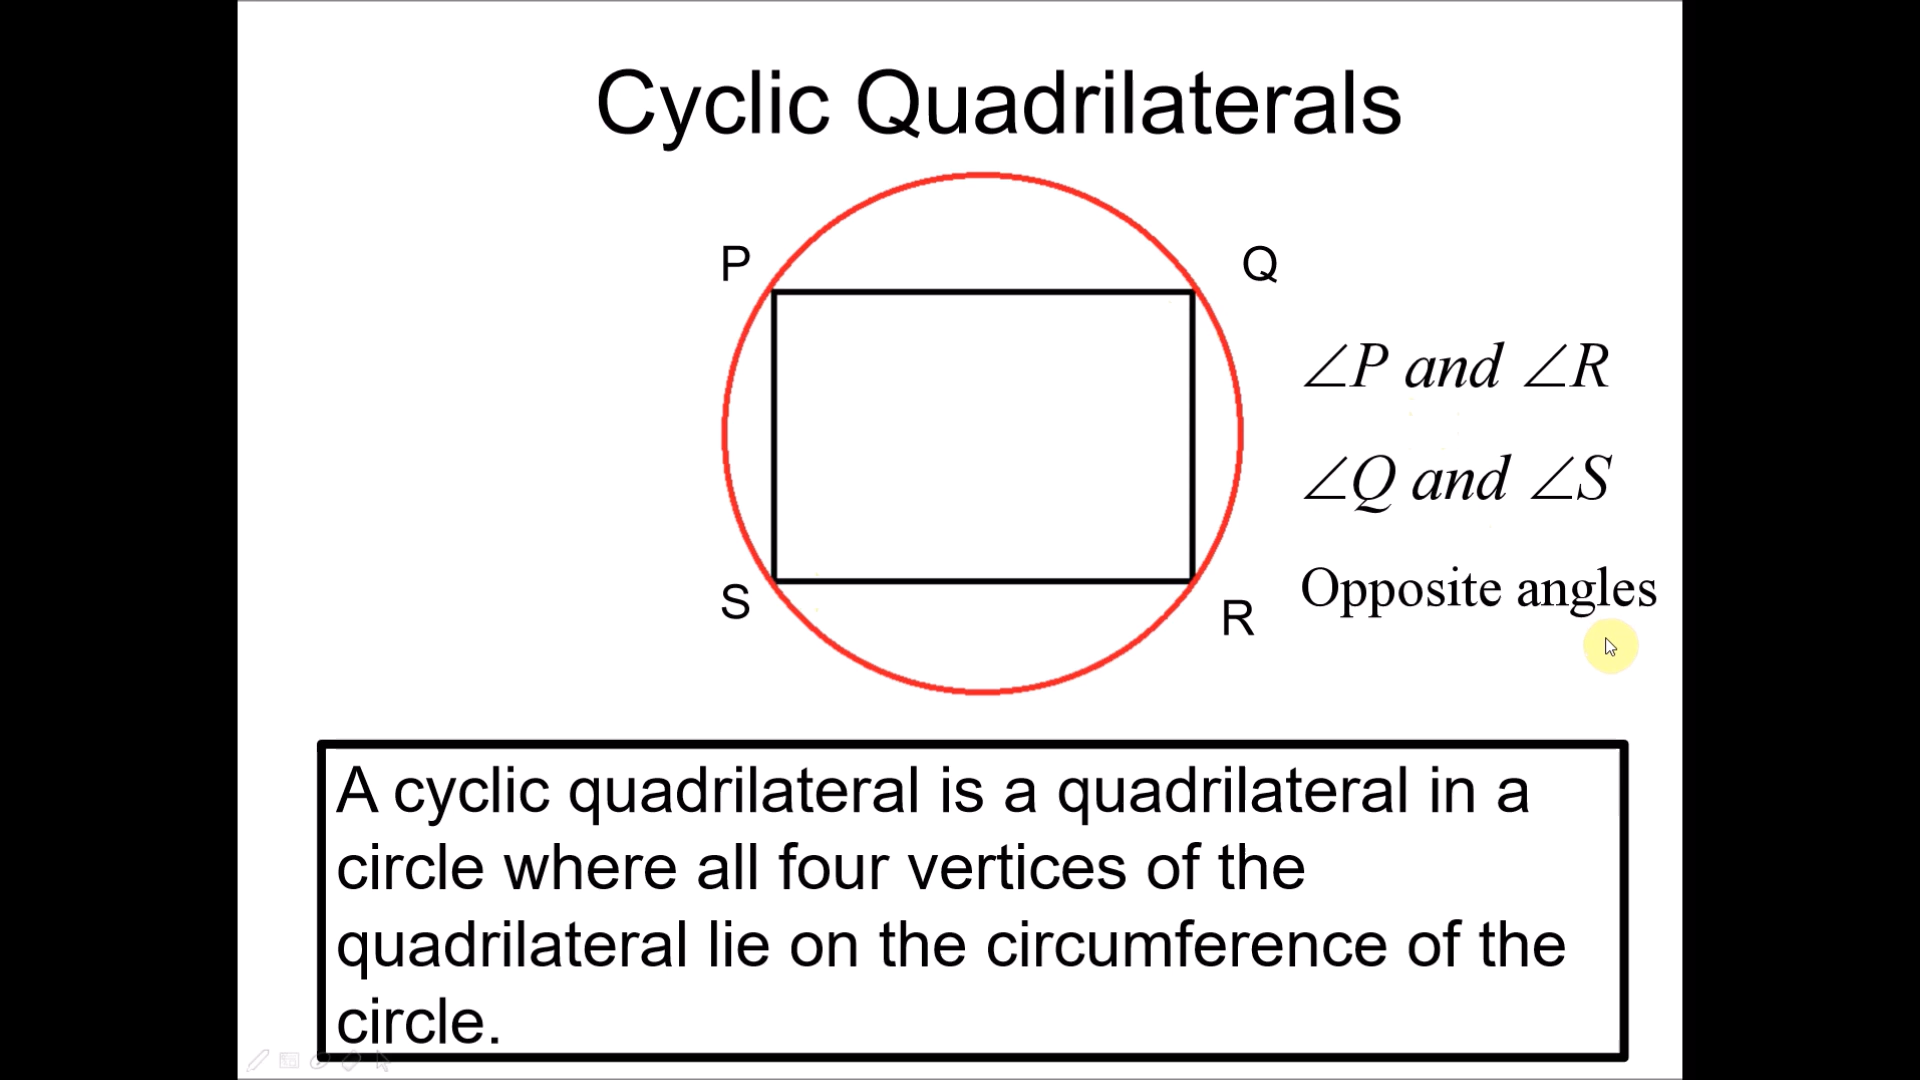 Cyclic Quadrilaterals
P
Q
∠P and ∠R
∠Q and ∠S
Opposite angles
S
R
A cyclic quadrilateral is a quadrilateral in a
circle where all four vertices of the
quadrilateral lie on the circumference of the
circle.